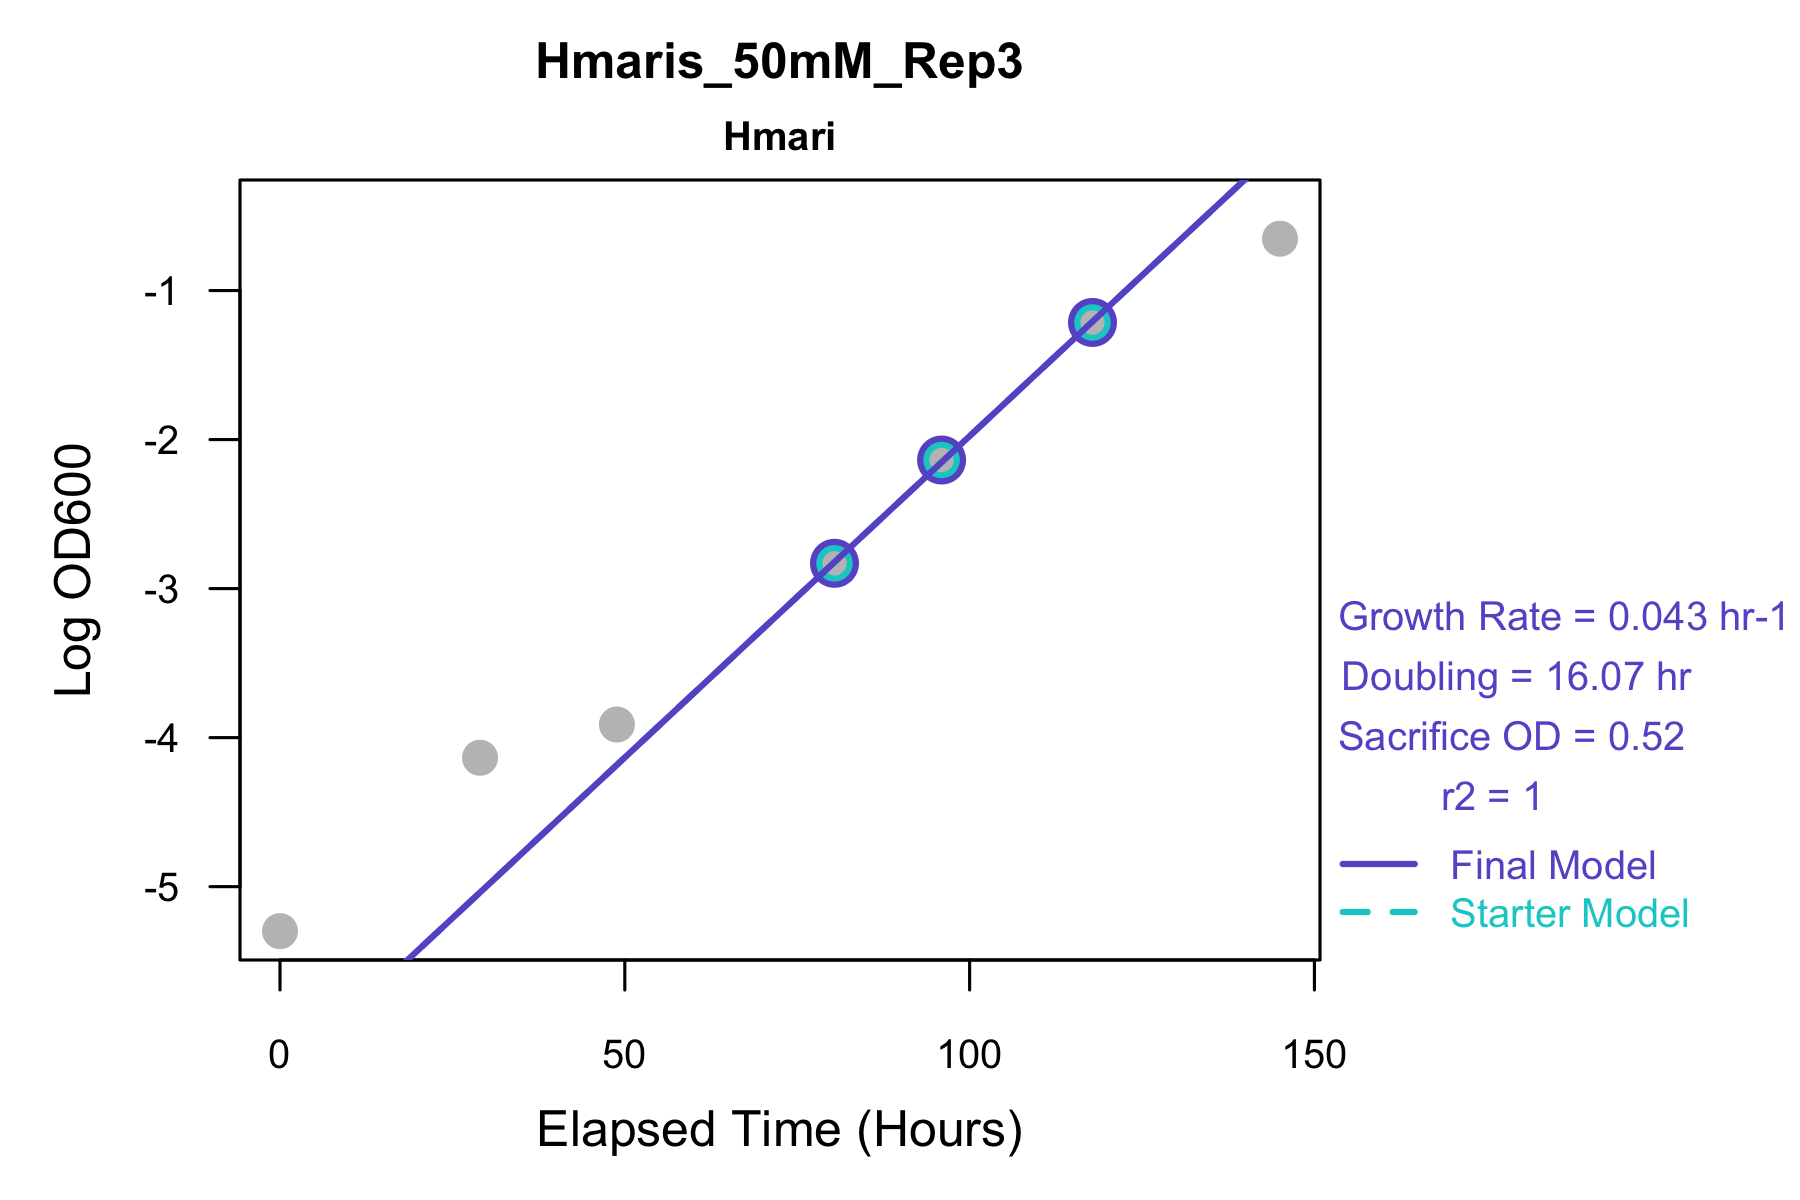 Hmaris_50mM_Rep3
Hmari
Log OD600
-1
-2
-3
-4
-5
0 50 100 150
Elapsed Time (Hours)
Growth Rate = 0.043 hr-1
Doubling = 16.07 hr
Sacrifice OD = 0.52
r2 = 1
Final Model
Starter Model